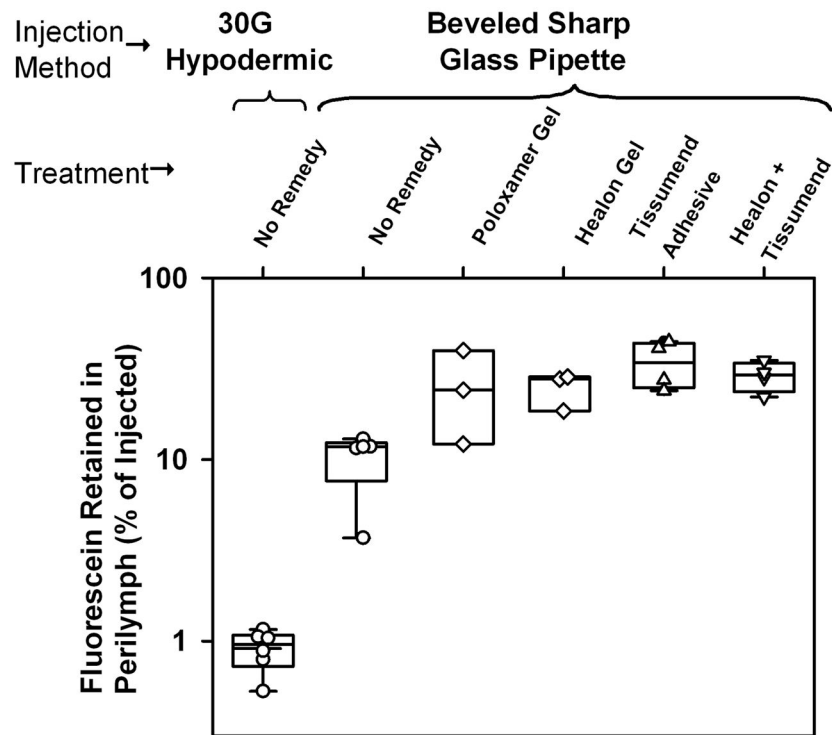 Injection
Method→
30G
Hypodermic
Beveled Sharp
Glass Pipette
Treatment→
No Remedy
No Remedy
Poloxamer Gel
Healon Gel
Tissumend
Adhesive
Healon +
Tissumend
Fluorescein Retained in
Perilymph (% of Injected)
100
10
1